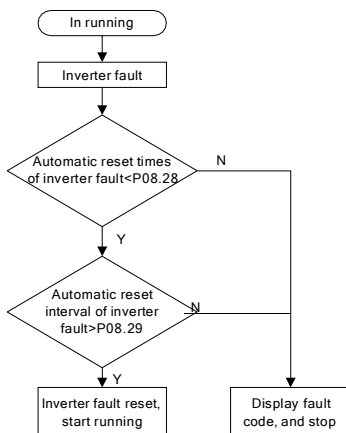 In running
Inverter fault
Automatic reset times
of inverter fault<P08.28
N
Y
Automatic reset
interval of inverter
fault>P08.29
N
Y
Inverter fault reset,
start running
Display fault
code, and stop